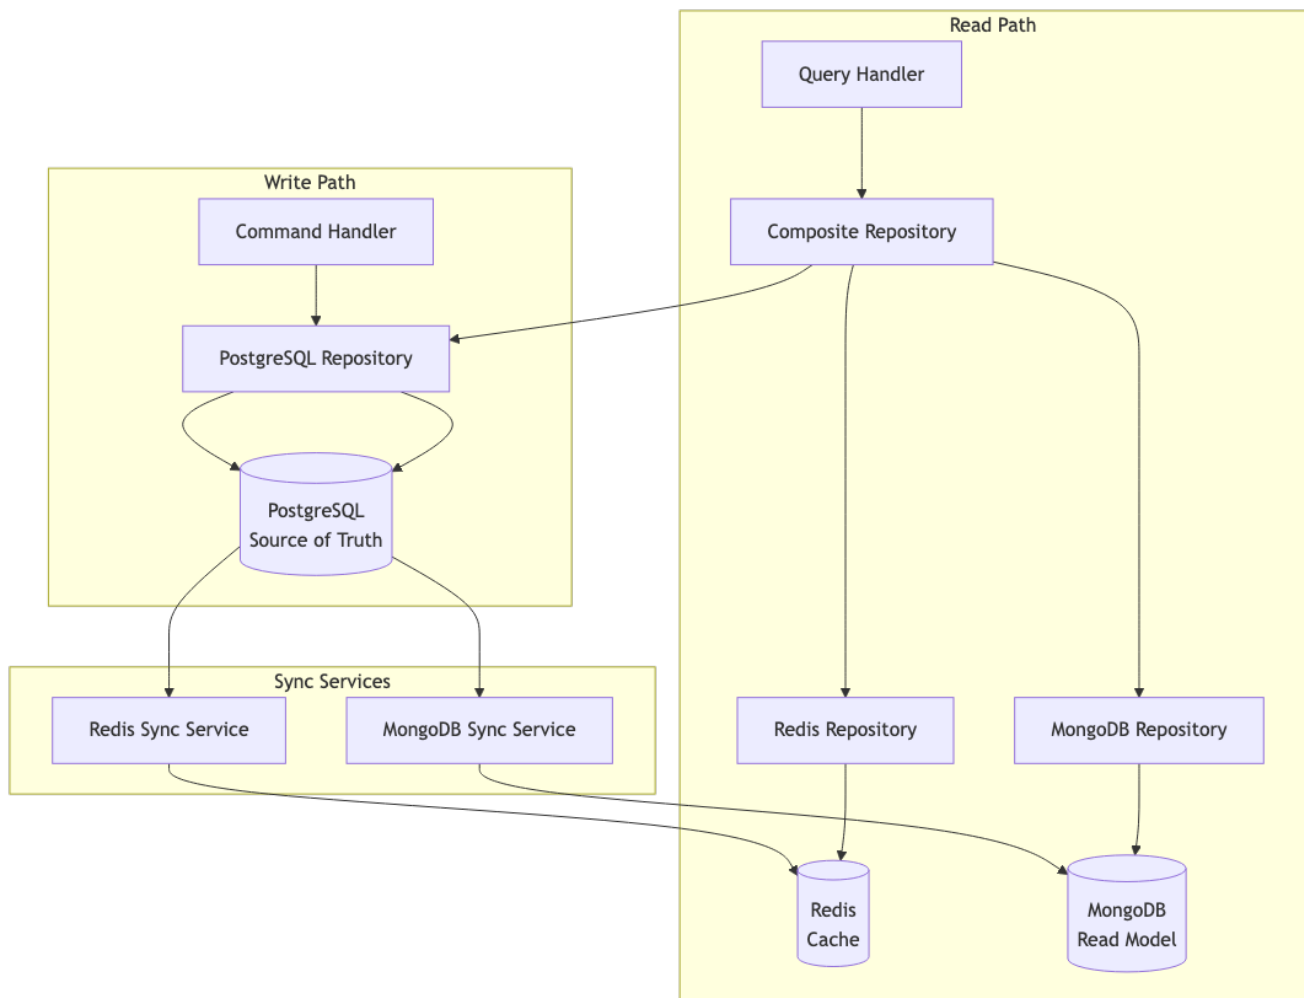 Read Path
Query Handler
Write Path
Command Handler
Composite Repository
PostgreSQL Repository
PostgreSQL
Source of Truth
Sync Services
Redis Sync Service
MongoDB Sync Service
Redis Repository
MongoDB Repository
Redis
Cache
MongoDB
Read Model